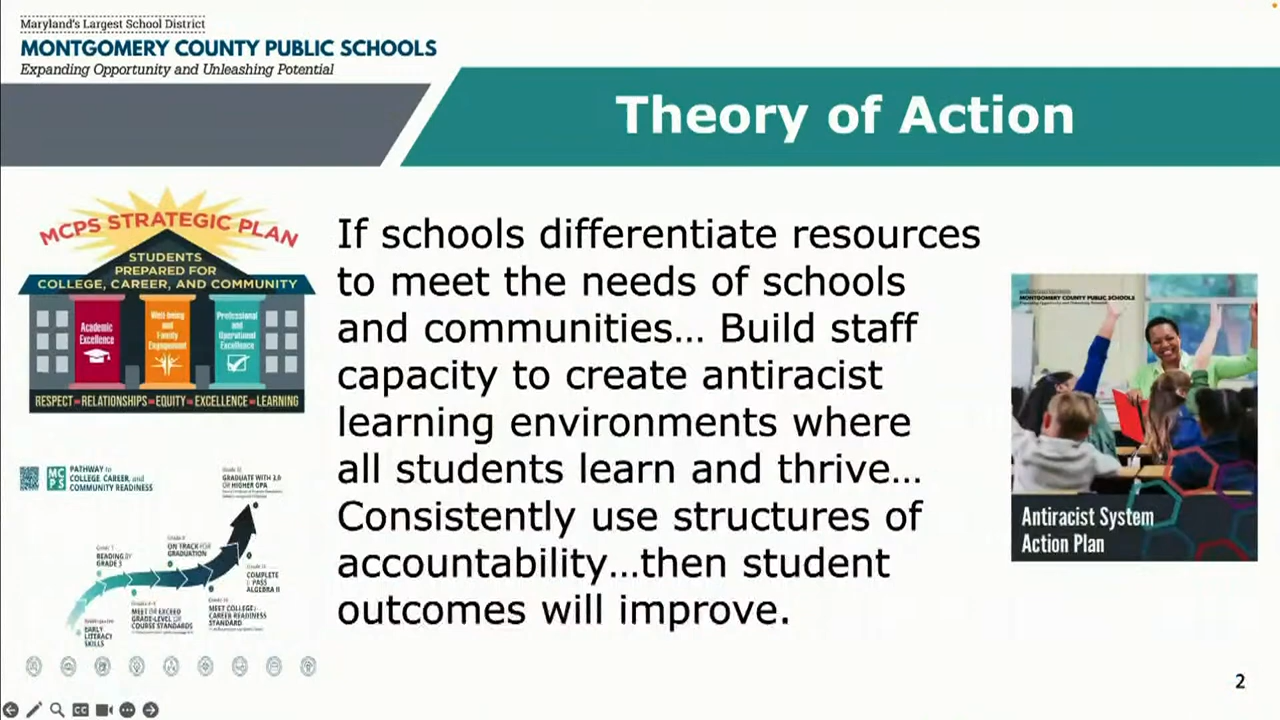 Maryland's Largest School District
MONTGOMERY COUNTY PUBLIC SCHOOLS
Expanding Opportunity and Unleashing Potential
Theory of Action
MCPS STRATEGIC PLAN
STUDENTS
PREPARED FOR
COLLEGE, CAREER, AND COMMUNITY
Academic
Excellence
Well-being
and
Family
Engagement
Professional
and
Operational
Excellence
RESPECT RELATIONSHIPS EQUITY EXCELLENCE LEARNING
If schools differentiate resources
to meet the needs of schools
and communities... Build staff
capacity to create antiracist
learning environments where
all students learn and thrive...
Consistently use structures of
accountability...then student
outcomes will improve.
MONTGOMERY COUNTY PUBLIC SCHOOLS
Antiracist System
Action Plan
MC
PS
PATHWAY to
COLLEGE, CAREER, and
COMMUNITY READINESS
GRADUATE WITH 2.0
OR HIGHER GPA
ON TRACK FOR
GRADUATION
READING BY
GRADE 3
COMPLETE
PASS
ALGEBRA II
MEET OR EXCEED
GRADE-LEVEL OR
COURSE STANDARDS
MEET COLLEGE/
CAREER READINESS
STANDARD
EARLY
LITERACY
SKILLS
CC
2